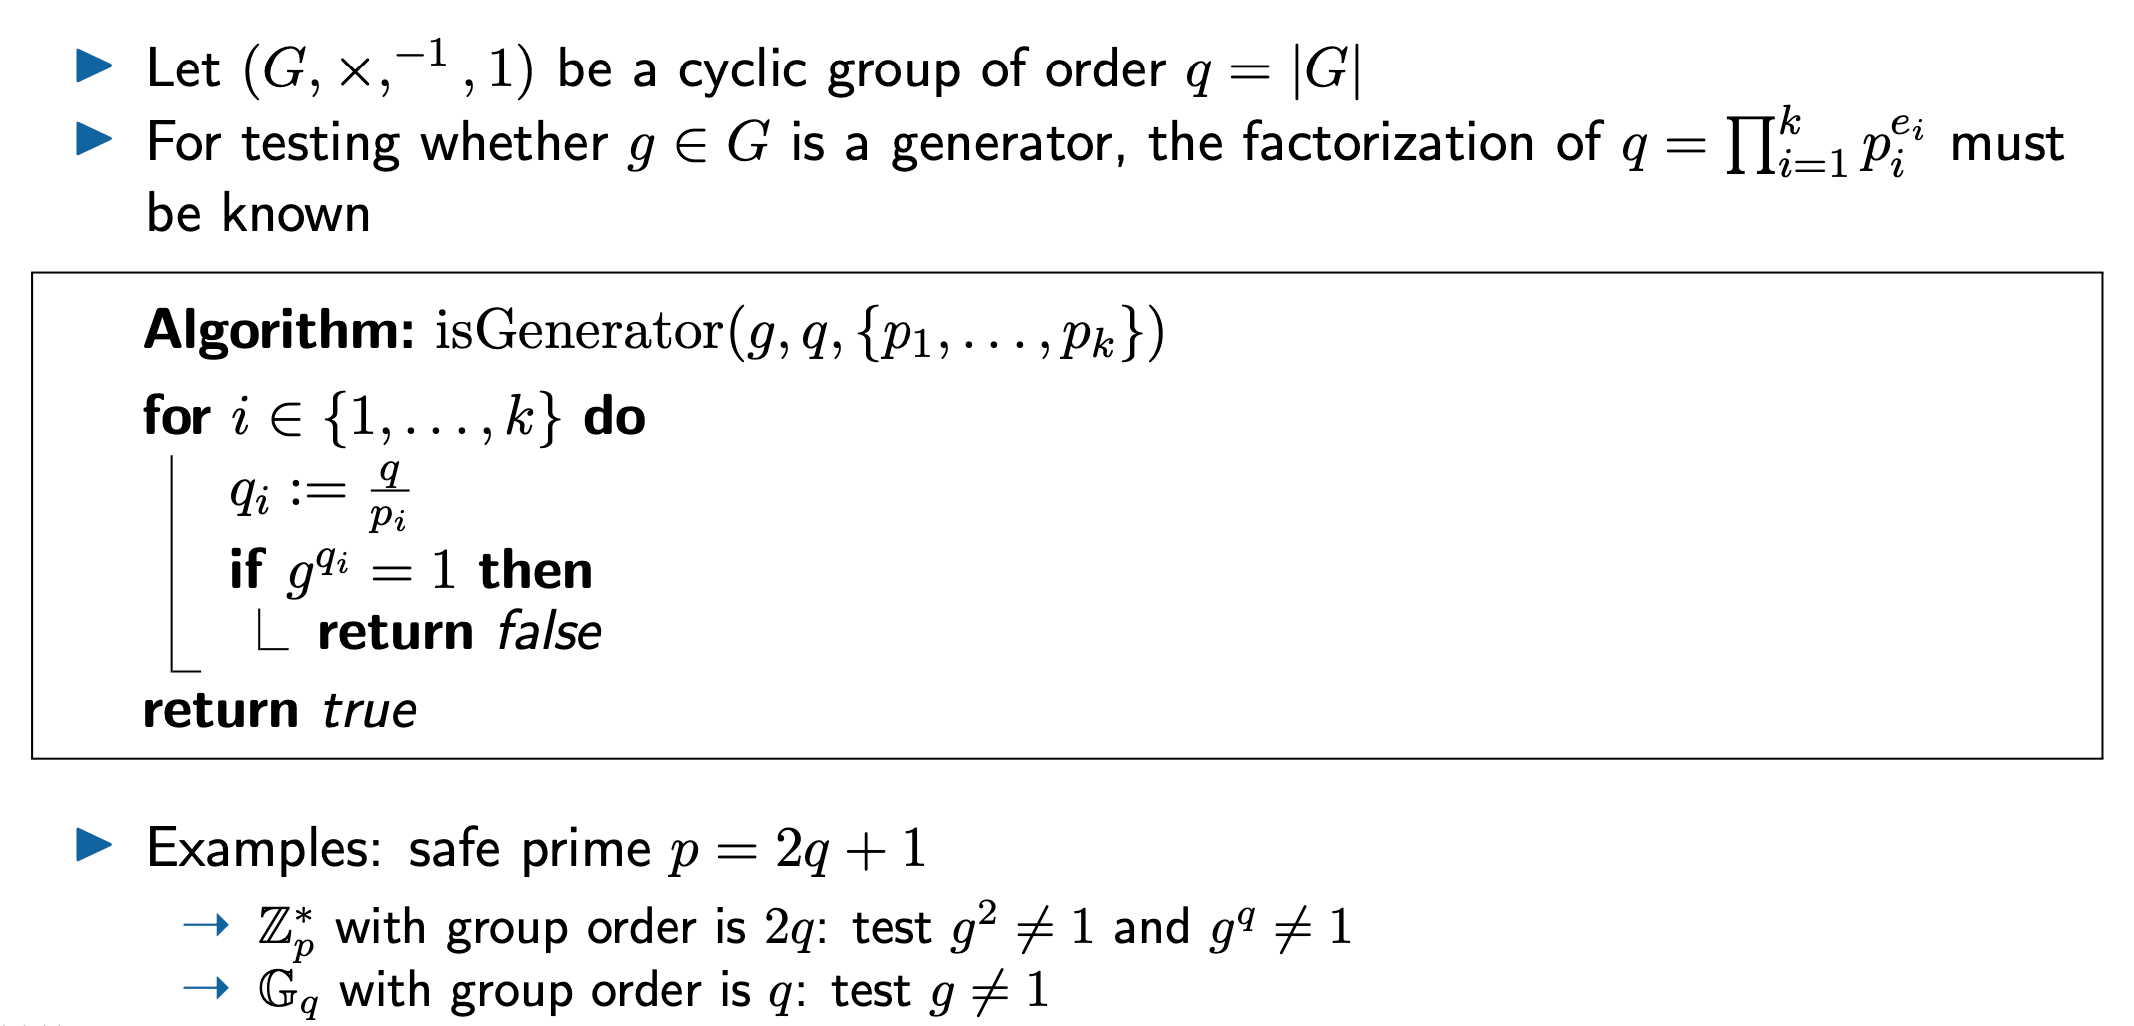 ▶ Let $(G, \times, ^{-1}, 1)$ be a cyclic group of order $q = |G|$
▶ For testing whether $g \in G$ is a generator, the factorization of $q = \prod_{i=1}^{k} p_i^{e_i}$ must
be known
Algorithm: isGenerator$(g, q, \{p_1, \ldots, p_k\})$
for $i \in \{1, \ldots, k\}$ do
$q_i := \frac{q}{p_i}$
if $g^{q_i} = 1$ then
return false
return true
▶ Examples: safe prime $p = 2q + 1$
→ $\mathbb{Z}_p^*$ with group order is $2q$: test $g^2 \neq 1$ and $g^q \neq 1$
→ $\mathbb{G}_q$ with group order is $q$: test $g \neq 1$